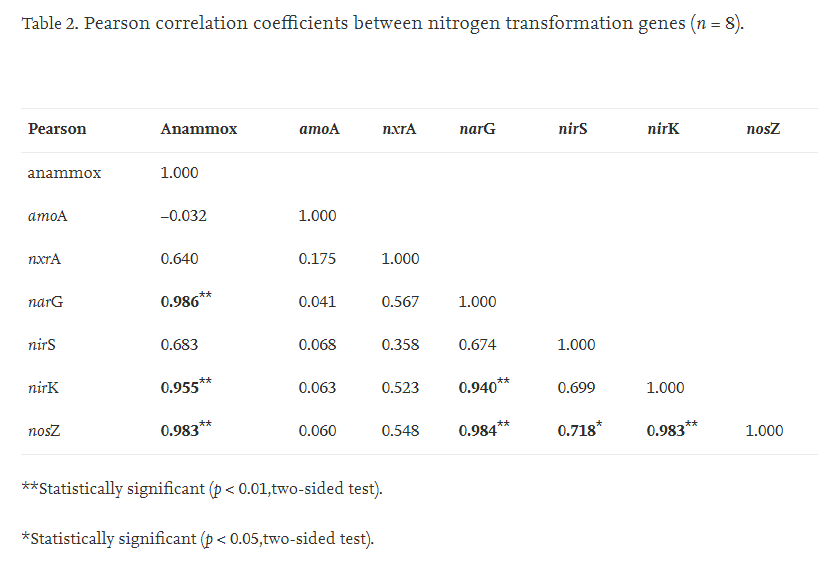 Table 2. Pearson correlation coefficients between nitrogen transformation genes (n = 8).
Pearson Anammox amoA nxrA narG nirS nirK nosZ
anammox 1.000
amoA –0.032 1.000
nxrA 0.640 0.175 1.000
narG 0.986** 0.041 0.567 1.000
nirS 0.683 0.068 0.358 0.674 1.000
nirK 0.955** 0.063 0.523 0.940** 0.699 1.000
nosZ 0.983** 0.060 0.548 0.984** 0.718* 0.983** 1.000
**Statistically significant (p < 0.01,two-sided test).
*Statistically significant (p < 0.05,two-sided test).